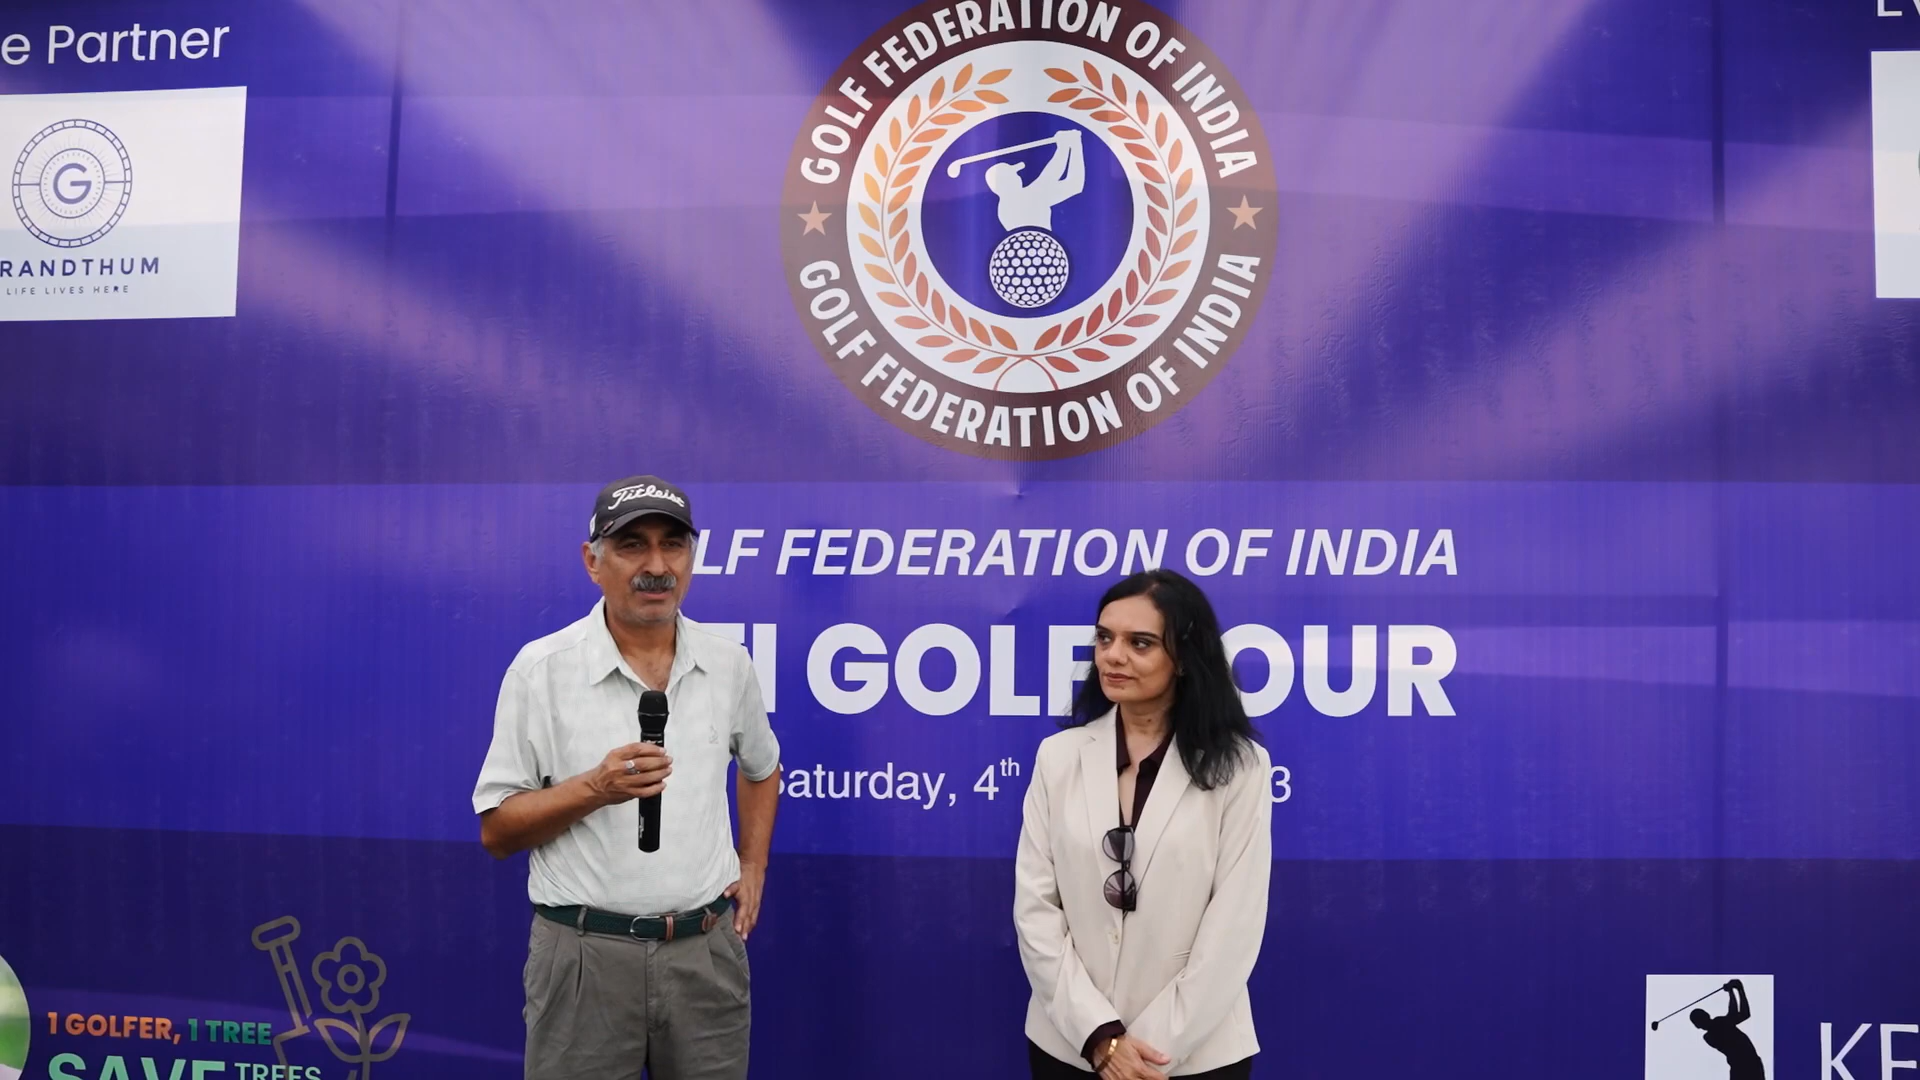 e Partner
G
RANDTHUM
LIFE LIVES HERE
GOLF FEDERATION OF INDIA
GOLF FEDERATION OF INDIA
Titleist
LF FEDERATION OF INDIA
I GOLF OUR
Saturday, 4th 3
1 GOLFER, 1 TREE
SAVE TREES
KE